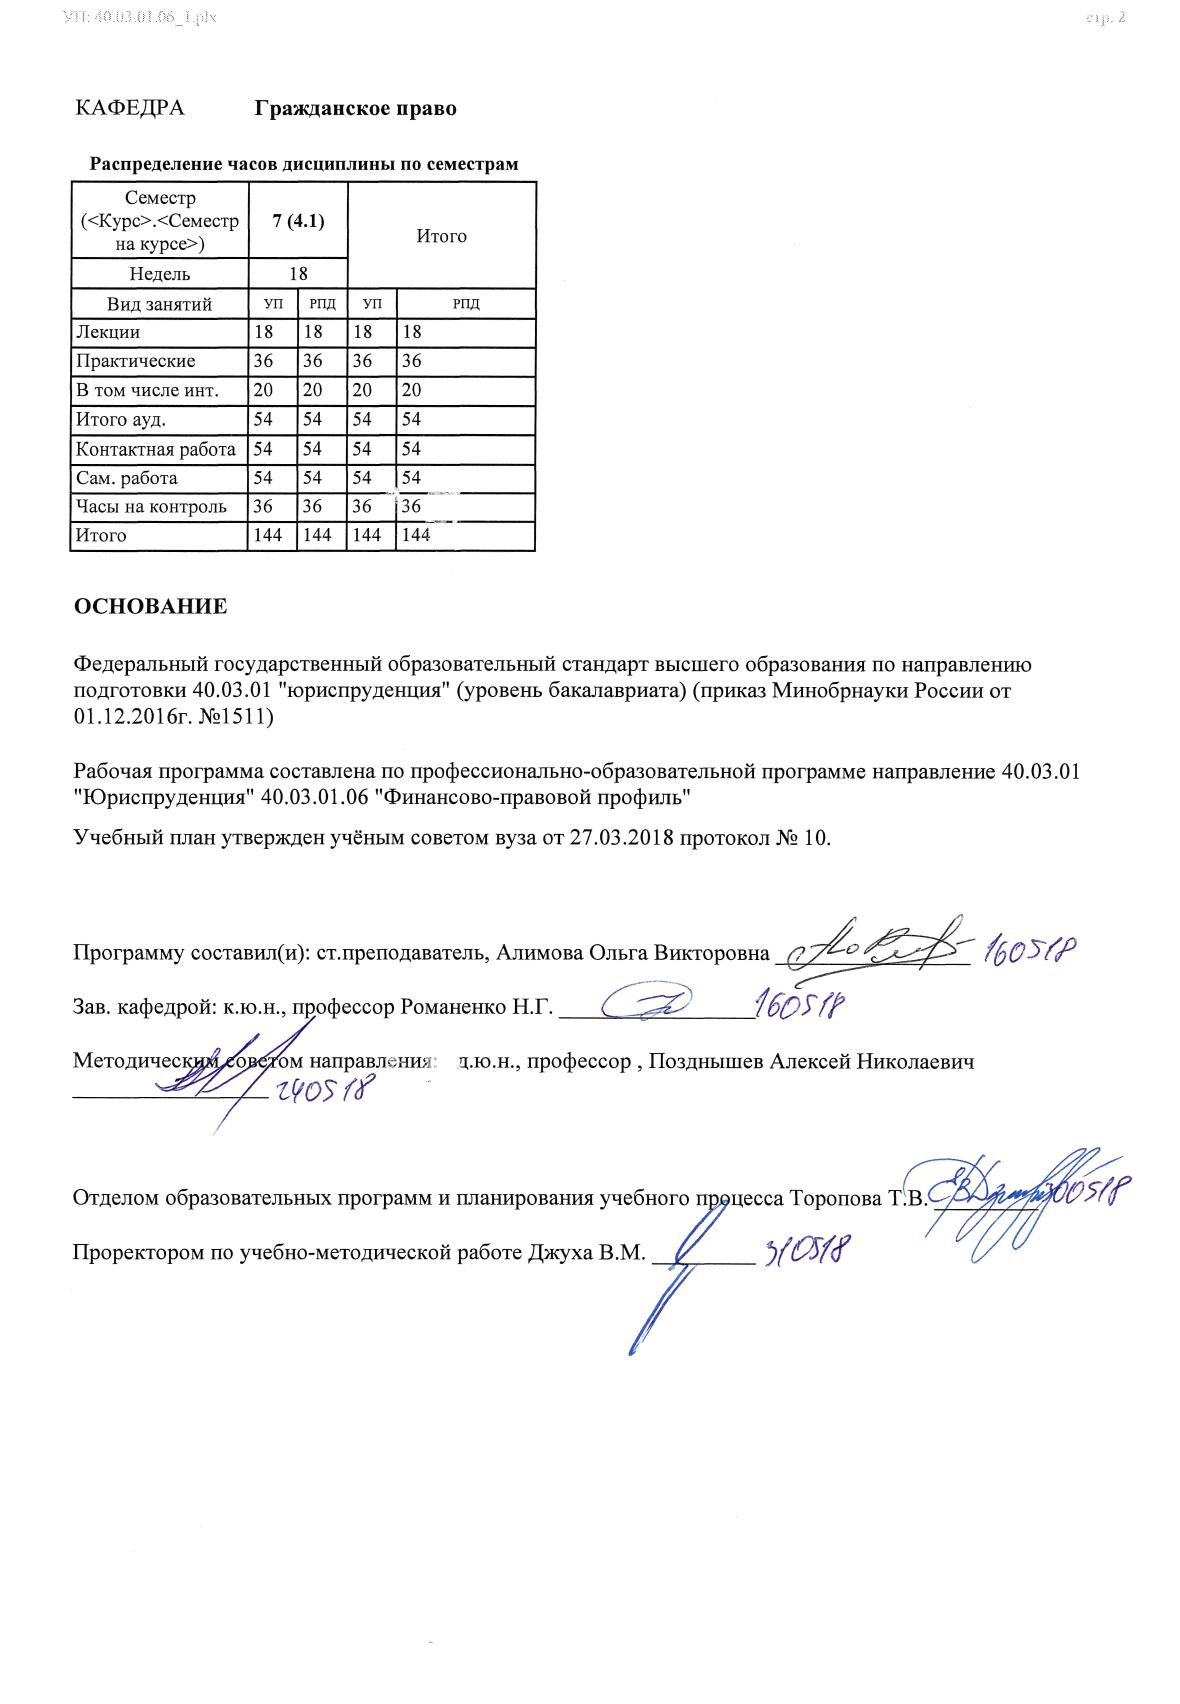 УП: 40.03.01.06_1.plx стр. 2
КАФЕДРА Гражданское право
Распределение часов дисциплины по семестрам
Семестр
(<Курс>.<Семестр
на курсе>) 7 (4.1) Итого
Недель 18
Вид занятий УП РПД УП РПД
Лекции 18 18 18 18
Практические 36 36 36 36
В том числе инт. 20 20 20 20
Итого ауд. 54 54 54 54
Контактная работа 54 54 54 54
Сам. работа 54 54 54 54
Часы на контроль 36 36 36 36
Итого 144 144 144 144
ОСНОВАНИЕ
Федеральный государственный образовательный стандарт высшего образования по направлению
подготовки 40.03.01 "юриспруденция" (уровень бакалавриата) (приказ Минобрнауки России от
01.12.2016г. №1511)
Рабочая программа составлена по профессионально-образовательной программе направление 40.03.01
"Юриспруденция" 40.03.01.06 "Финансово-правовой профиль"
Учебный план утвержден учёным советом вуза от 27.03.2018 протокол № 10.
Программу составил(и): ст.преподаватель, Алимова Ольга Викторовна 160518
Зав. кафедрой: к.ю.н., профессор Романенко Н.Г. 160518
Методическим советом направления: д.ю.н., профессор , Позднышев Алексей Николаевич
240518
Отделом образовательных программ и планирования учебного процесса Торопова Т.В. 300518
Проректором по учебно-методической работе Джуха В.М. 310518